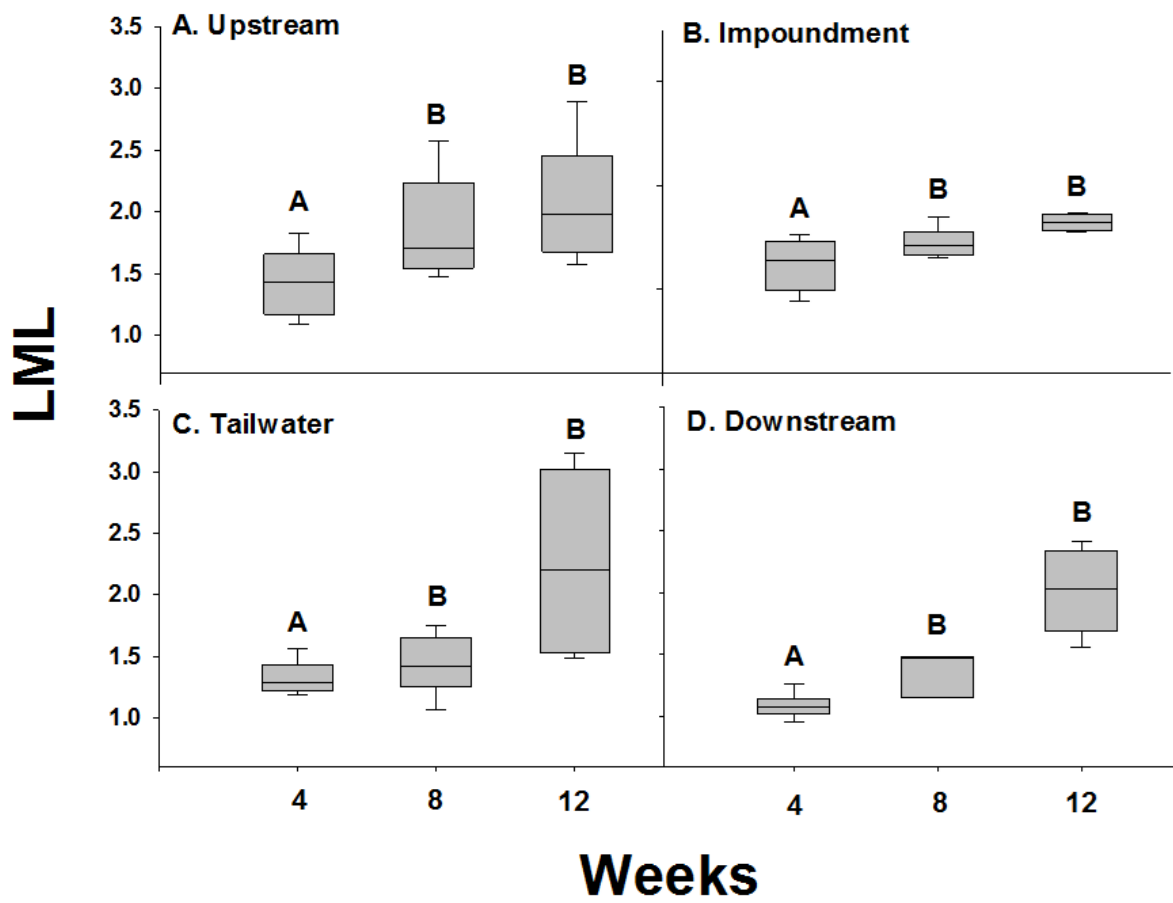 A. Upstream
B. Impoundment
3.5
3.0
2.5
2.0
1.5
1.0
A
B
B
A
B
B
LML
C. Tailwater
D. Downstream
3.5
3.0
2.5
2.0
1.5
1.0
A
B
B
A
B
B
4
8
12
4
8
12
Weeks